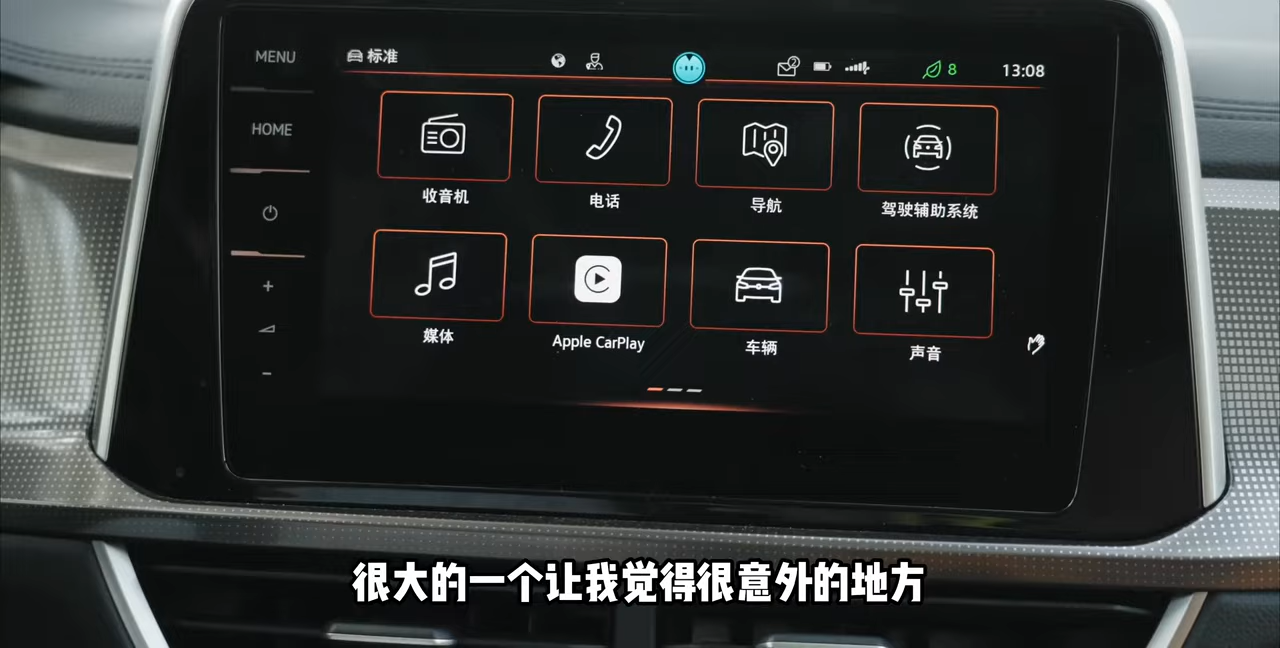 MENU
HOME
标准
2
8
13:08
收音机
电话
导航
驾驶辅助系统
媒体
Apple CarPlay
车辆
声音
很大的一个让我觉得很意外的地方